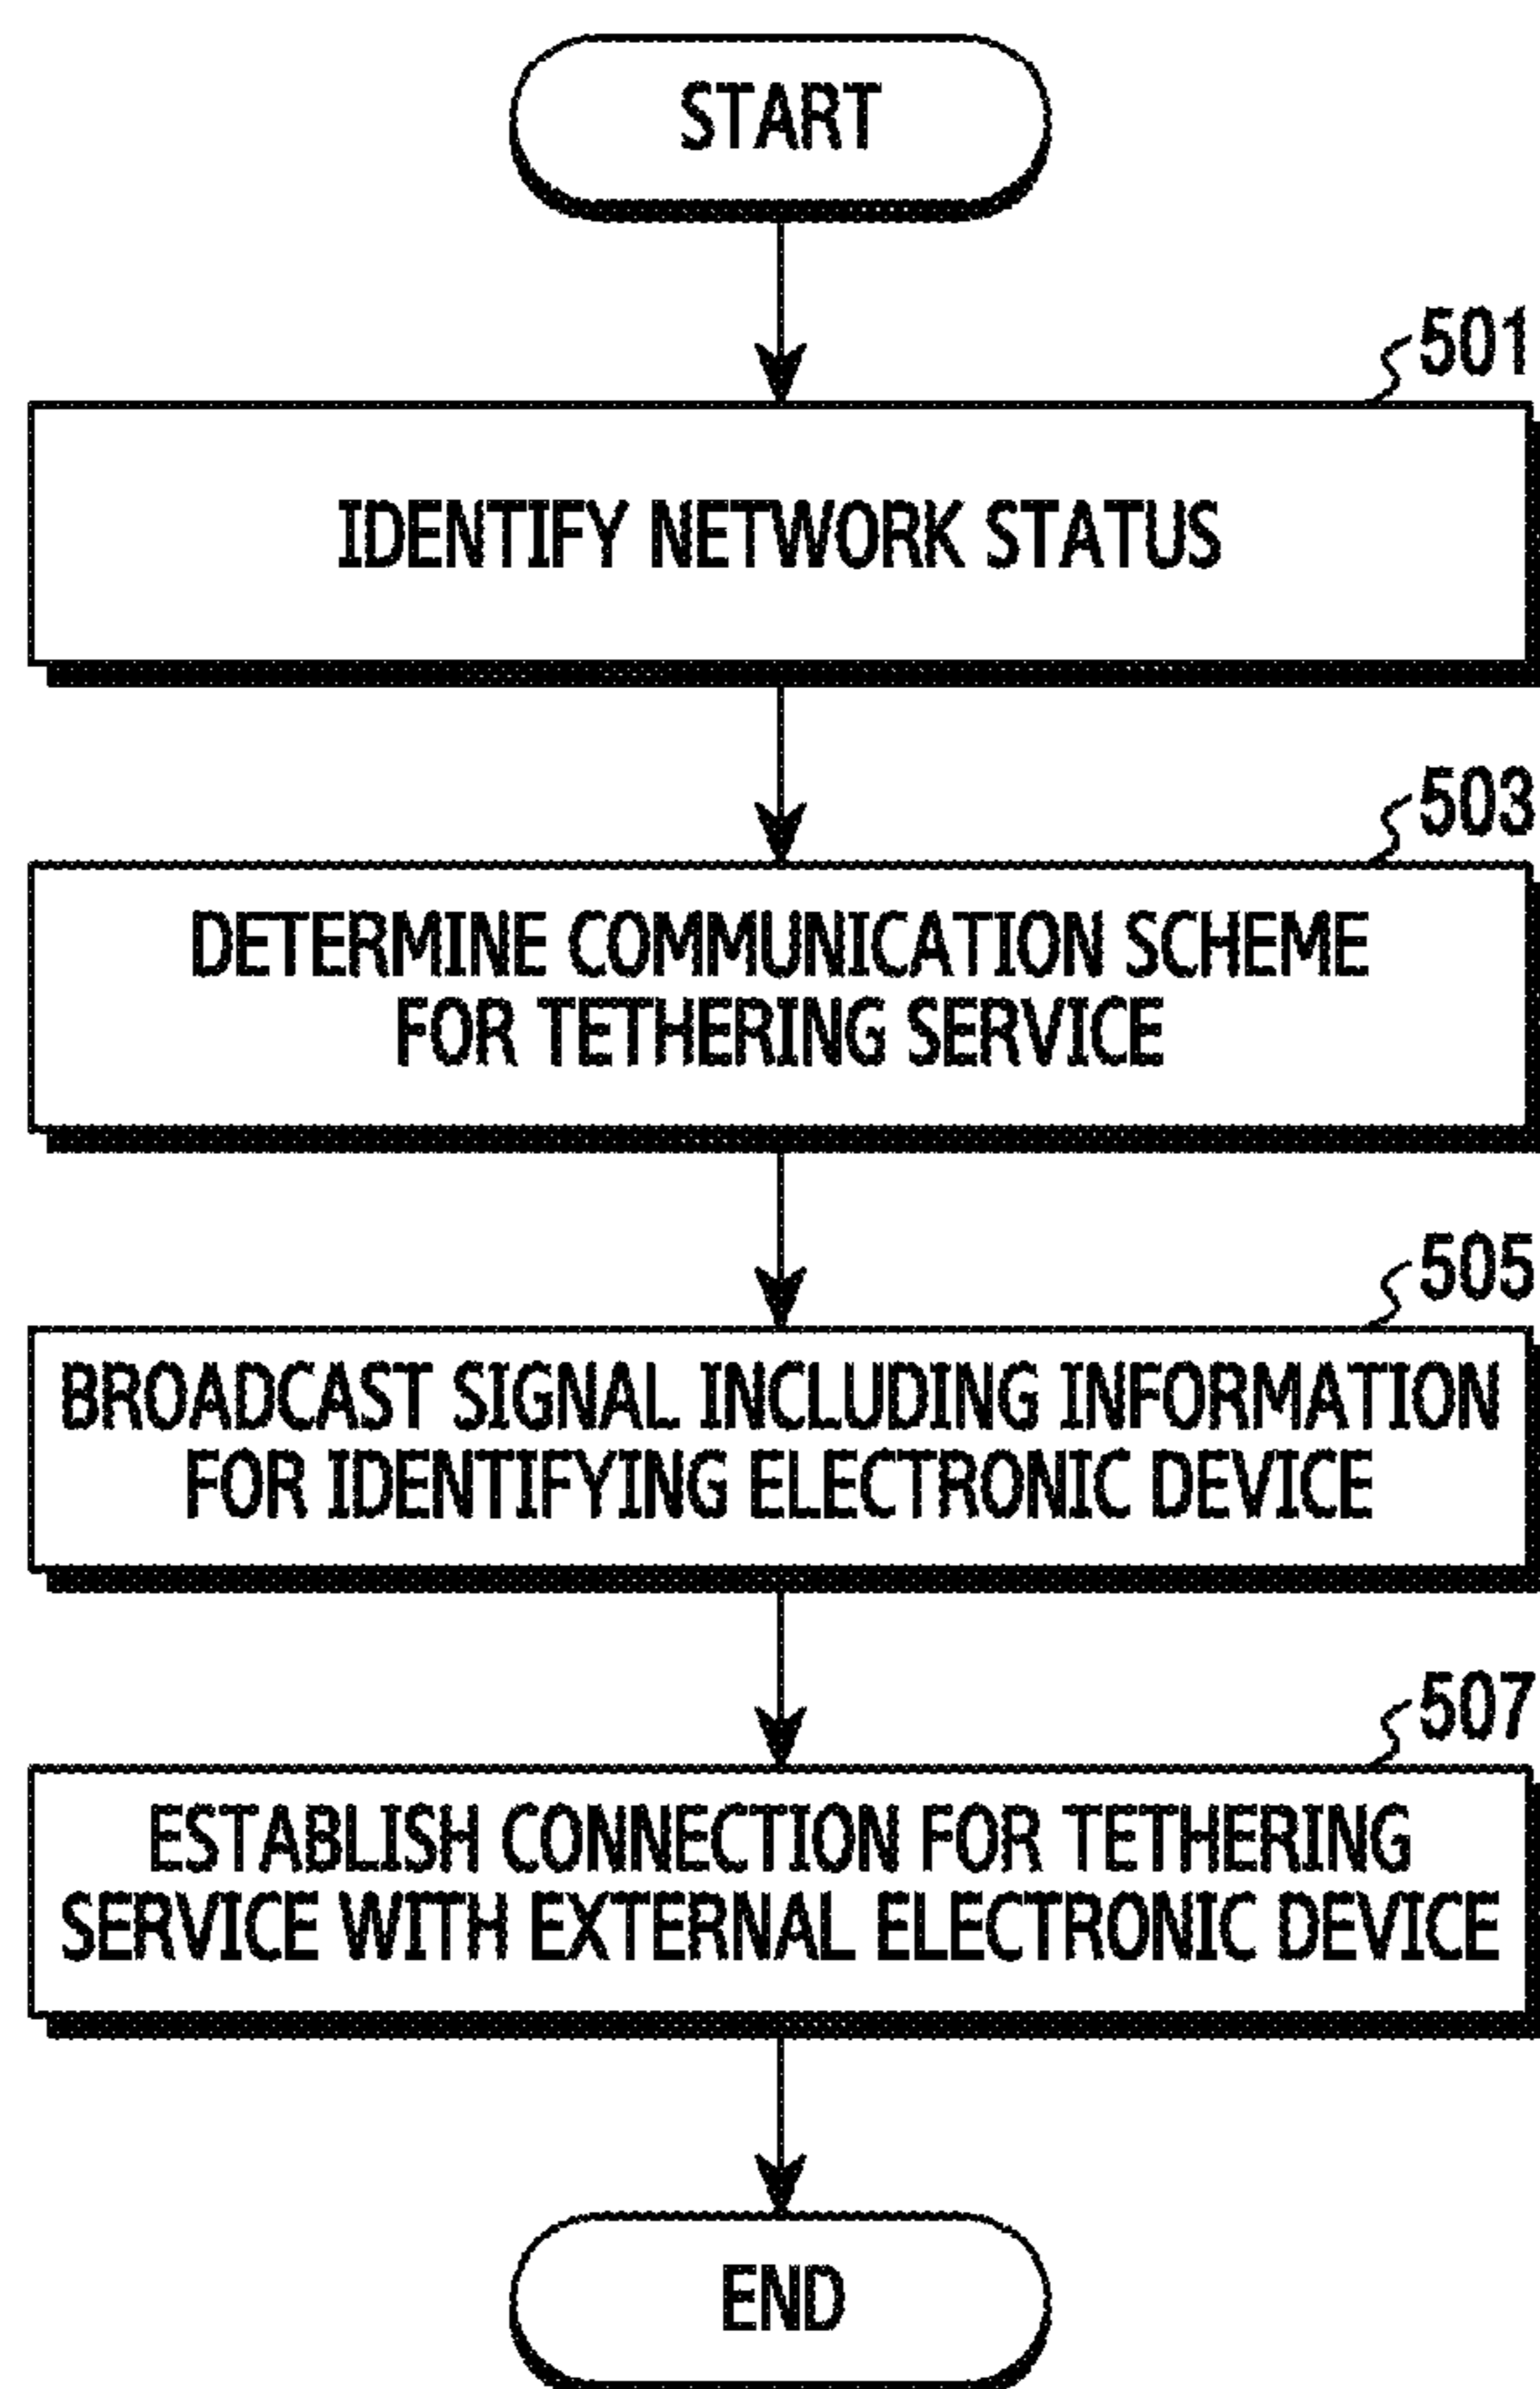 START
501
IDENTIFY NETWORK STATUS
503
DETERMINE COMMUNICATION SCHEME
FOR TETHERING SERVICE
505
BROADCAST SIGNAL INCLUDING INFORMATION
FOR IDENTIFYING ELECTRONIC DEVICE
507
ESTABLISH CONNECTION FOR TETHERING
SERVICE WITH EXTERNAL ELECTRONIC DEVICE
END